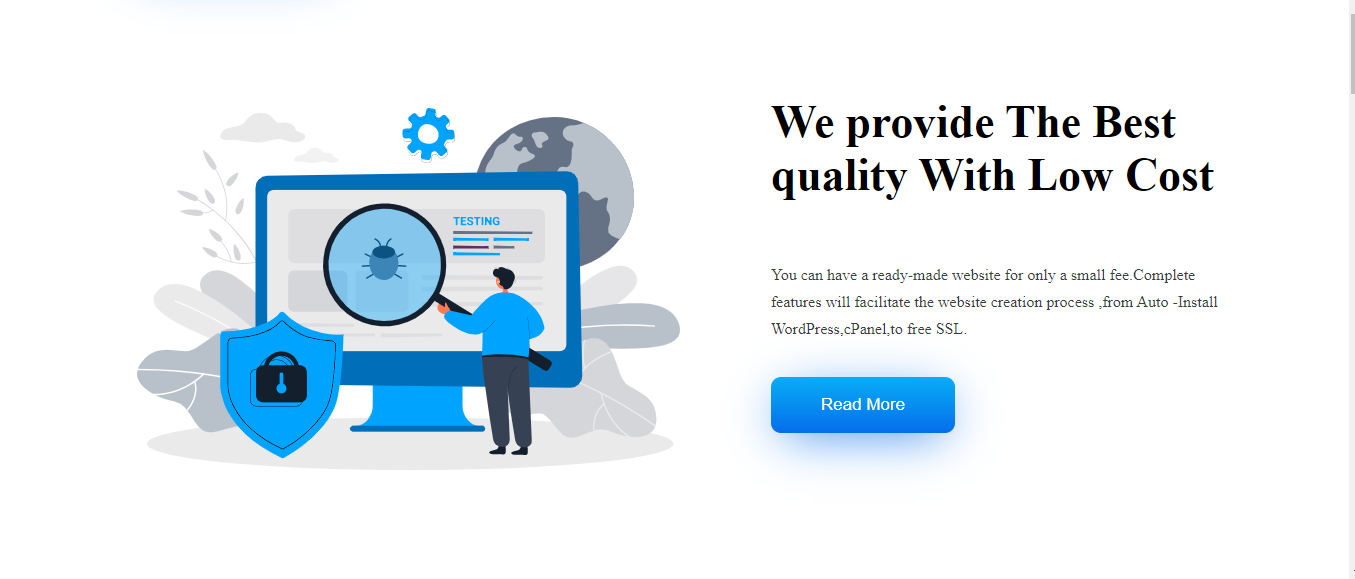 We provide The Best
quality With Low Cost
TESTING
You can have a ready-made website for only a small fee.Complete
features will facilitate the website creation process ,from Auto -Install
WordPress,cPanel,to free SSL.
Read More